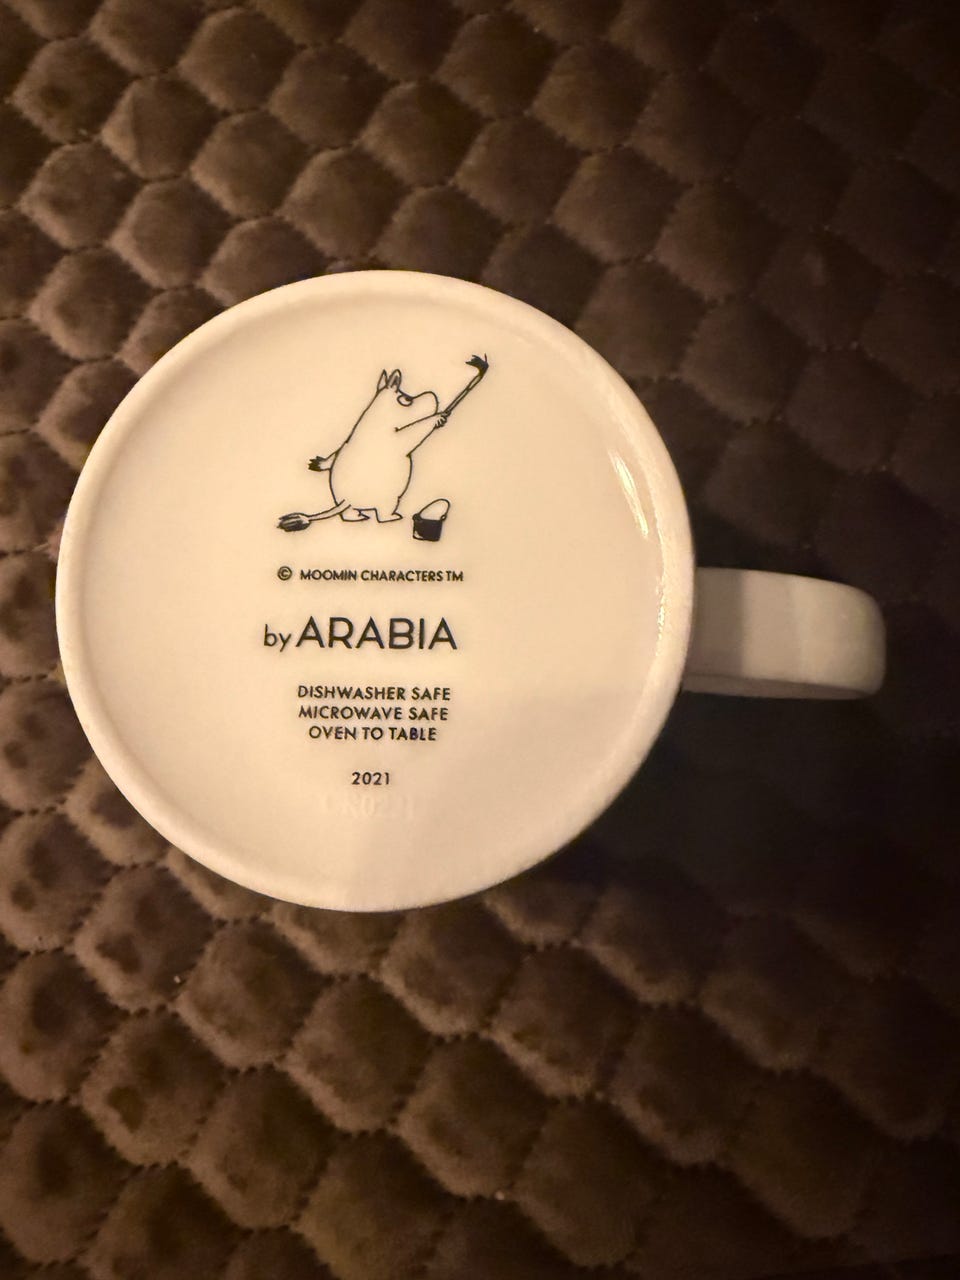 © MOOMIN CHARACTERS TM
by ARABIA
DISHWASHER SAFE
MICROWAVE SAFE
OVEN TO TABLE
2021